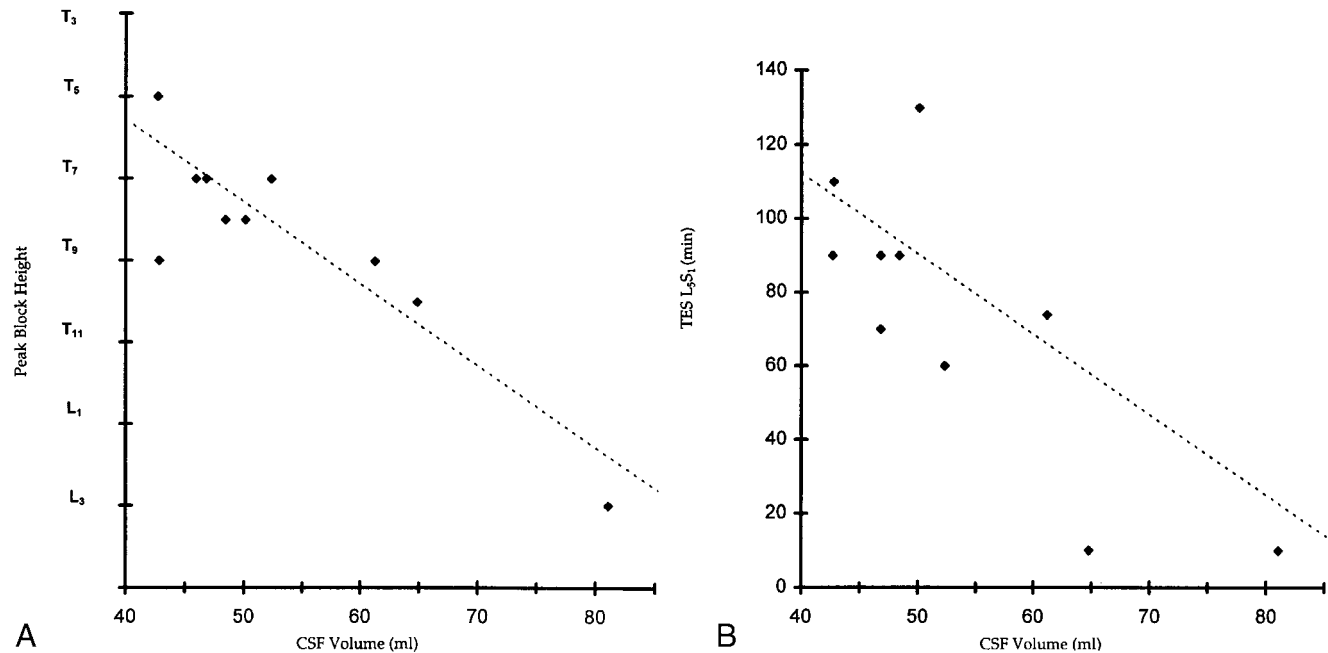 T₃
T₅
T₇
T₉
T₁₁
L₁
L₃
Peak Block Height
40 50 60 70 80
CSF Volume (ml)
A
140
120
100
80
60
40
20
0
TES L₅S₁ (min)
40 50 60 70 80
CSF Volume (ml)
B